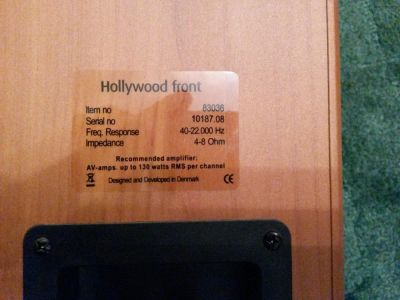 Hollywood front
Item no 83036
Serial no 10187.08
Freq. Response 40-22.000 Hz
Impedance 4-8 Ohm
Recommended amplifier:
AV-amps. up to 130 watts RMS per channel
Designed and Developed in Denmark CE